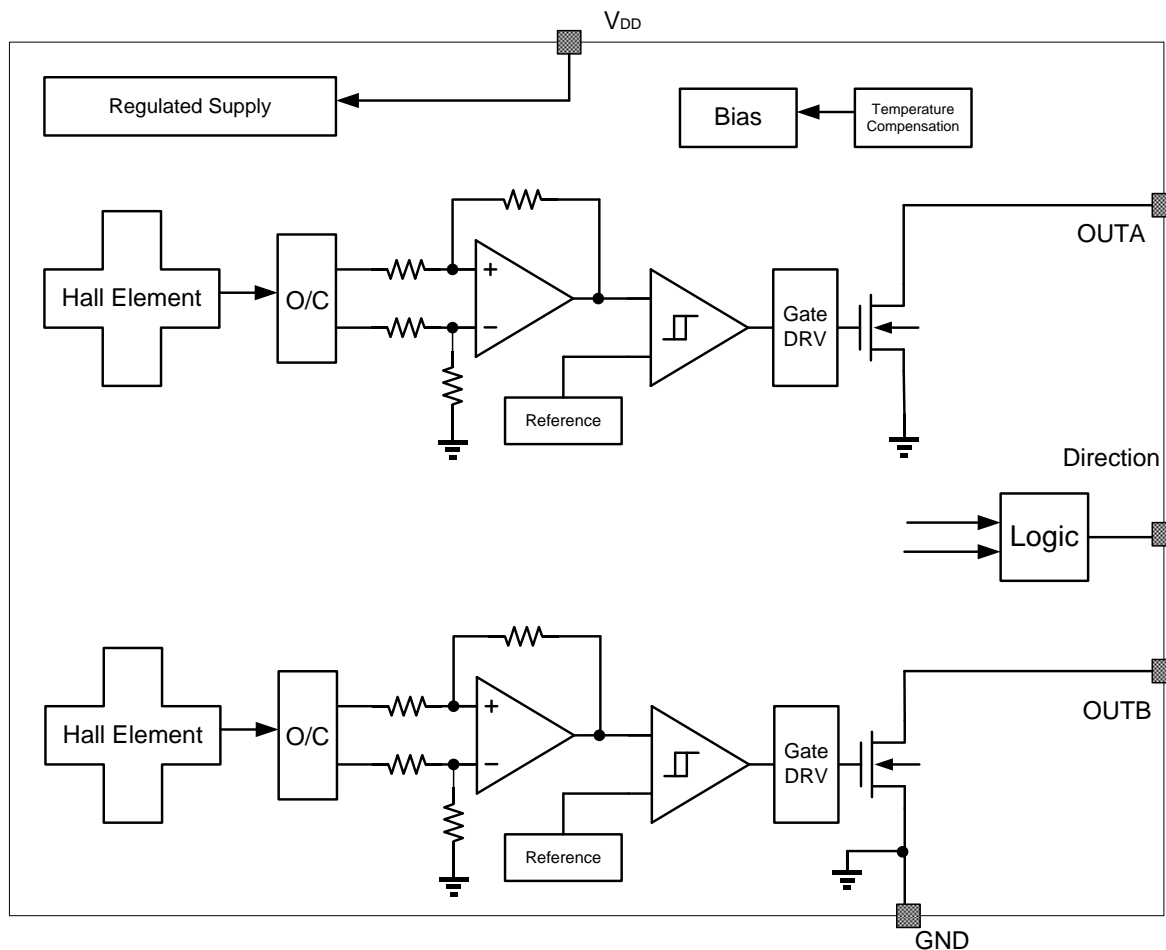 VDD
Regulated Supply
Bias
Temperature
Compensation
OUTA
Hall Element
O/C
+
−
Gate
DRV
Reference
Direction
Logic
Hall Element
O/C
+
−
Gate
DRV
Reference
OUTB
GND